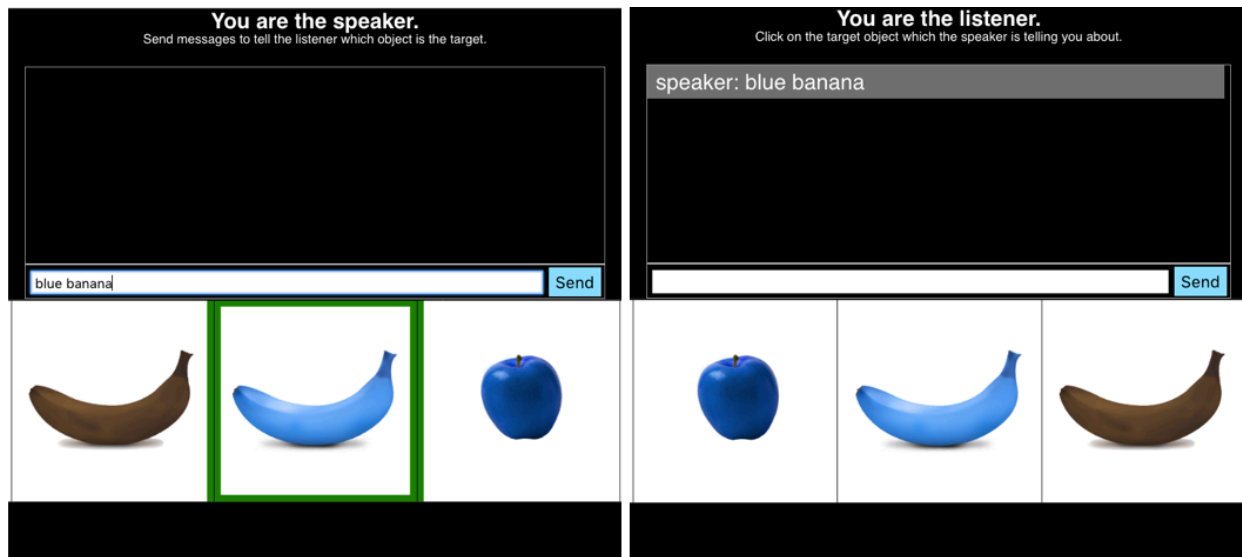 You are the speaker.
Send messages to tell the listener which object is the target.
blue banana
Send
You are the listener.
Click on the target object which the speaker is telling you about.
speaker: blue banana
Send